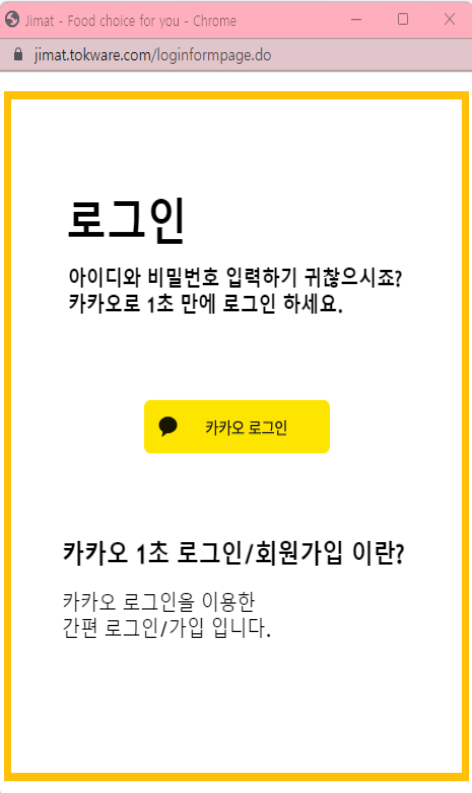 Jimat - Food choice for you - Chrome
jimat.tokware.com/loginformpage.do
로그인
아이디와 비밀번호 입력하기 귀찮으시죠?
카카오로 1초 만에 로그인 하세요.
카카오 로그인
카카오 1초 로그인/회원가입 이란?
카카오 로그인을 이용한
간편 로그인/가입 입니다.